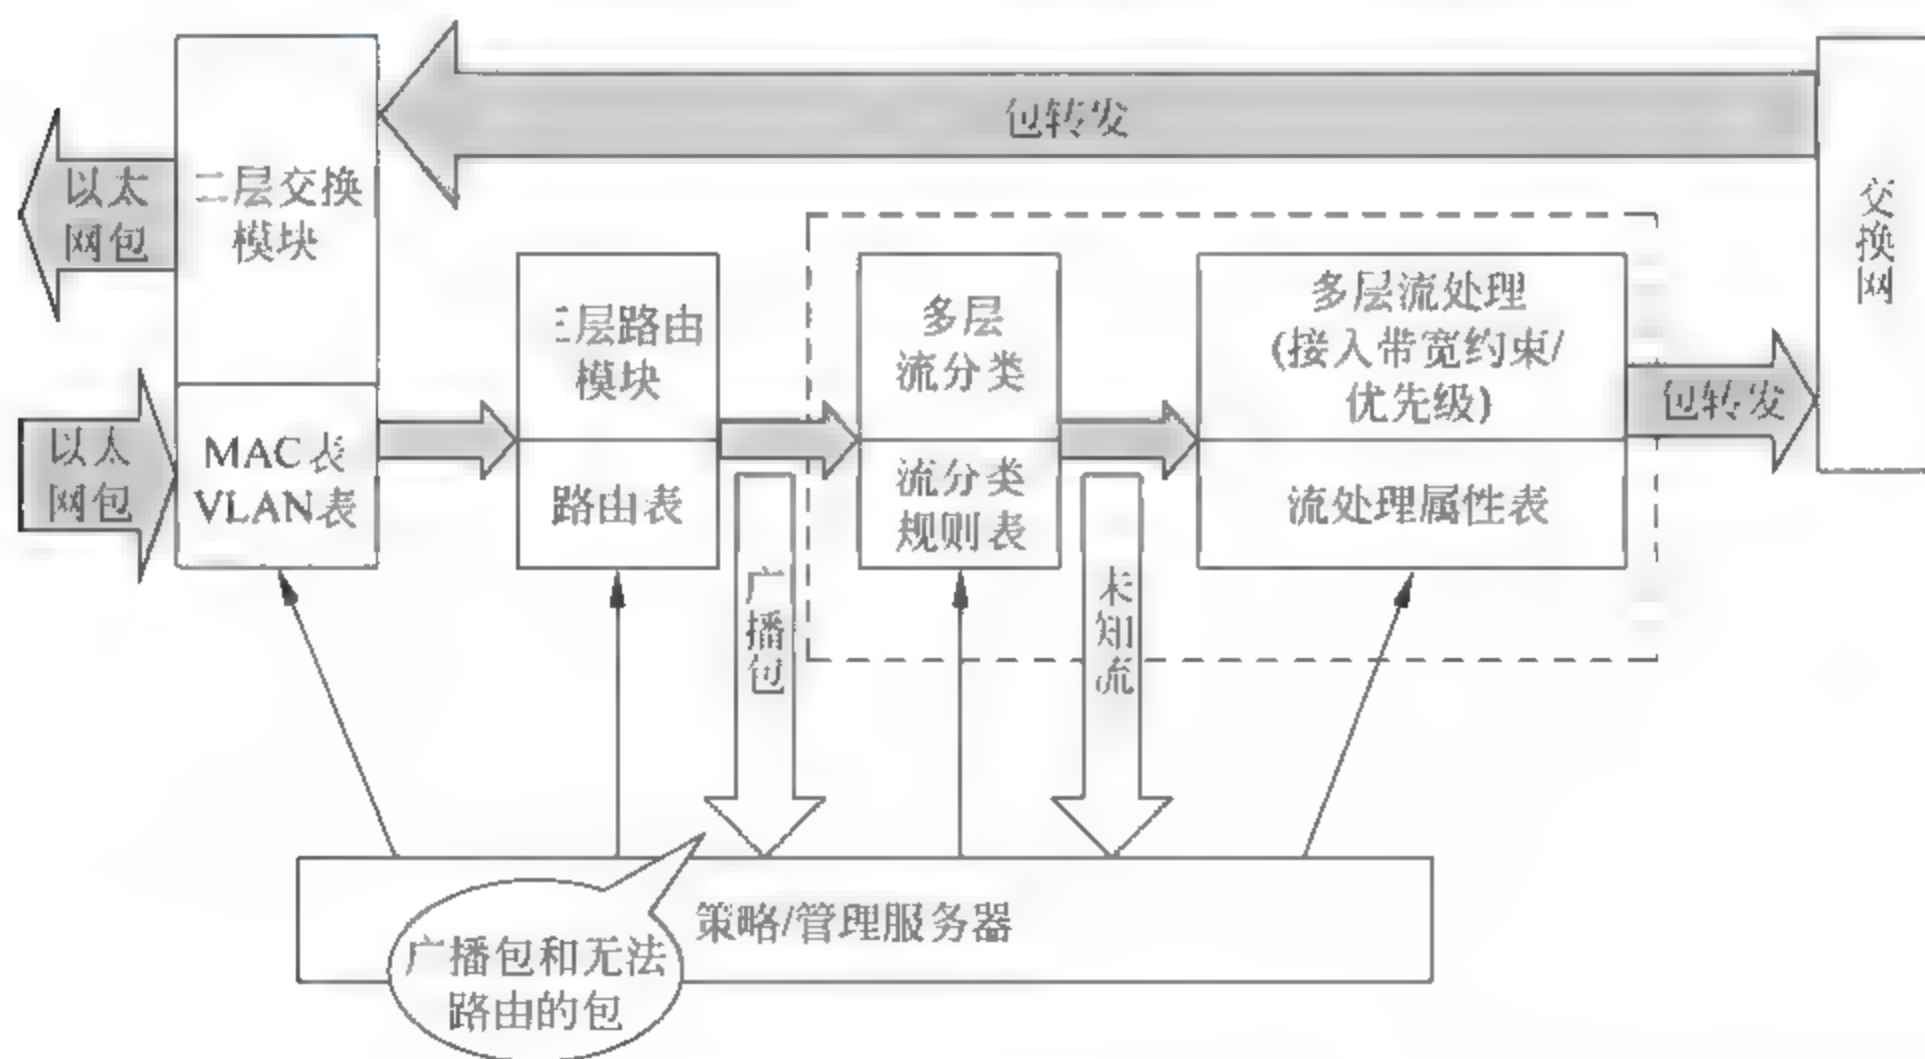 包转发
以太
网包
二层交换
模块
交换网
三层路由
模块
多层
流分类
多层流处理
(接入带宽约束/
优先级)
包转发
以太
网包
MAC表
VLAN表
路由表
流分类
规则表
流处理属性表
广播包
未知流
策略/管理服务器
广播包和无法
路由的包